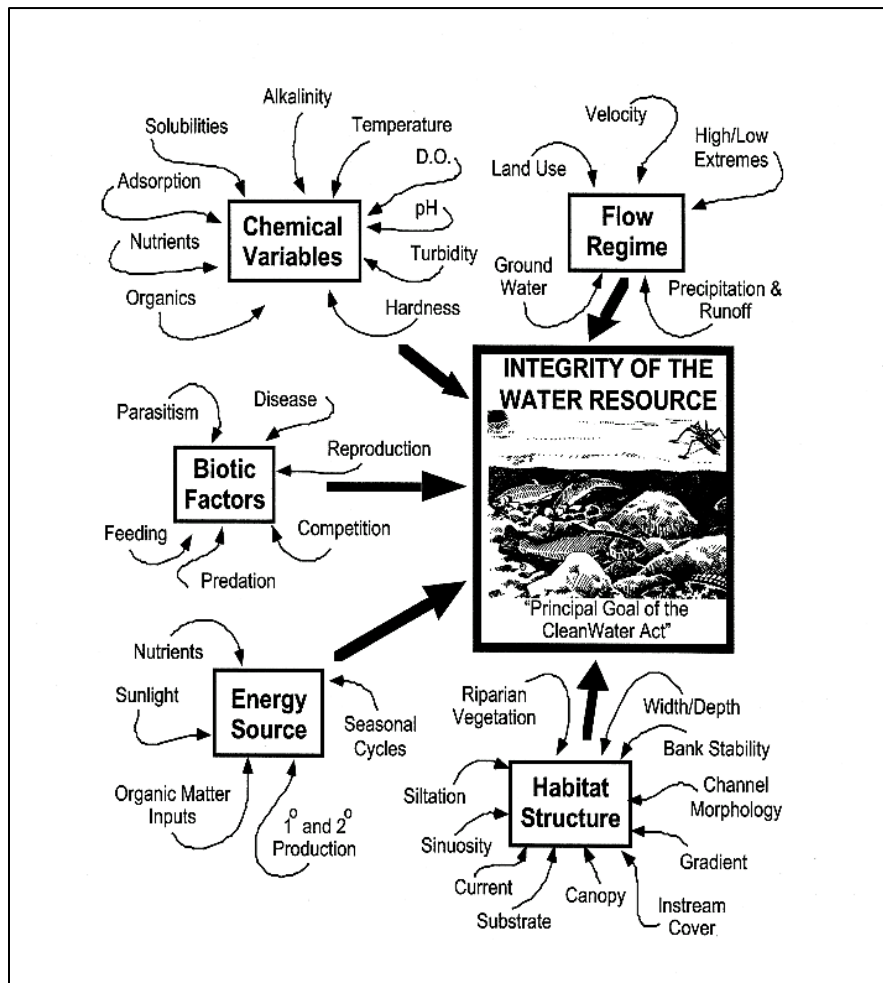 Alkalinity
Solubilities
Temperature
Adsorption
D.O.
pH
Nutrients
Turbidity
Organics
Hardness
Chemical
Variables
Velocity
High/Low
Extremes
Land Use
Flow
Regime
Ground
Water
Precipitation &
Runoff
INTEGRITY OF THE
WATER RESOURCE
"Principal Goal of the
CleanWater Act"
Parasitism
Disease
Reproduction
Biotic
Factors
Feeding
Competition
Predation
Nutrients
Sunlight
Energy
Source
Seasonal
Cycles
Organic Matter
Inputs
1° and 2°
Production
Riparian
Vegetation
Width/Depth
Bank Stability
Siltation
Habitat
Structure
Channel
Morphology
Sinuosity
Gradient
Current
Substrate
Canopy
Instream
Cover